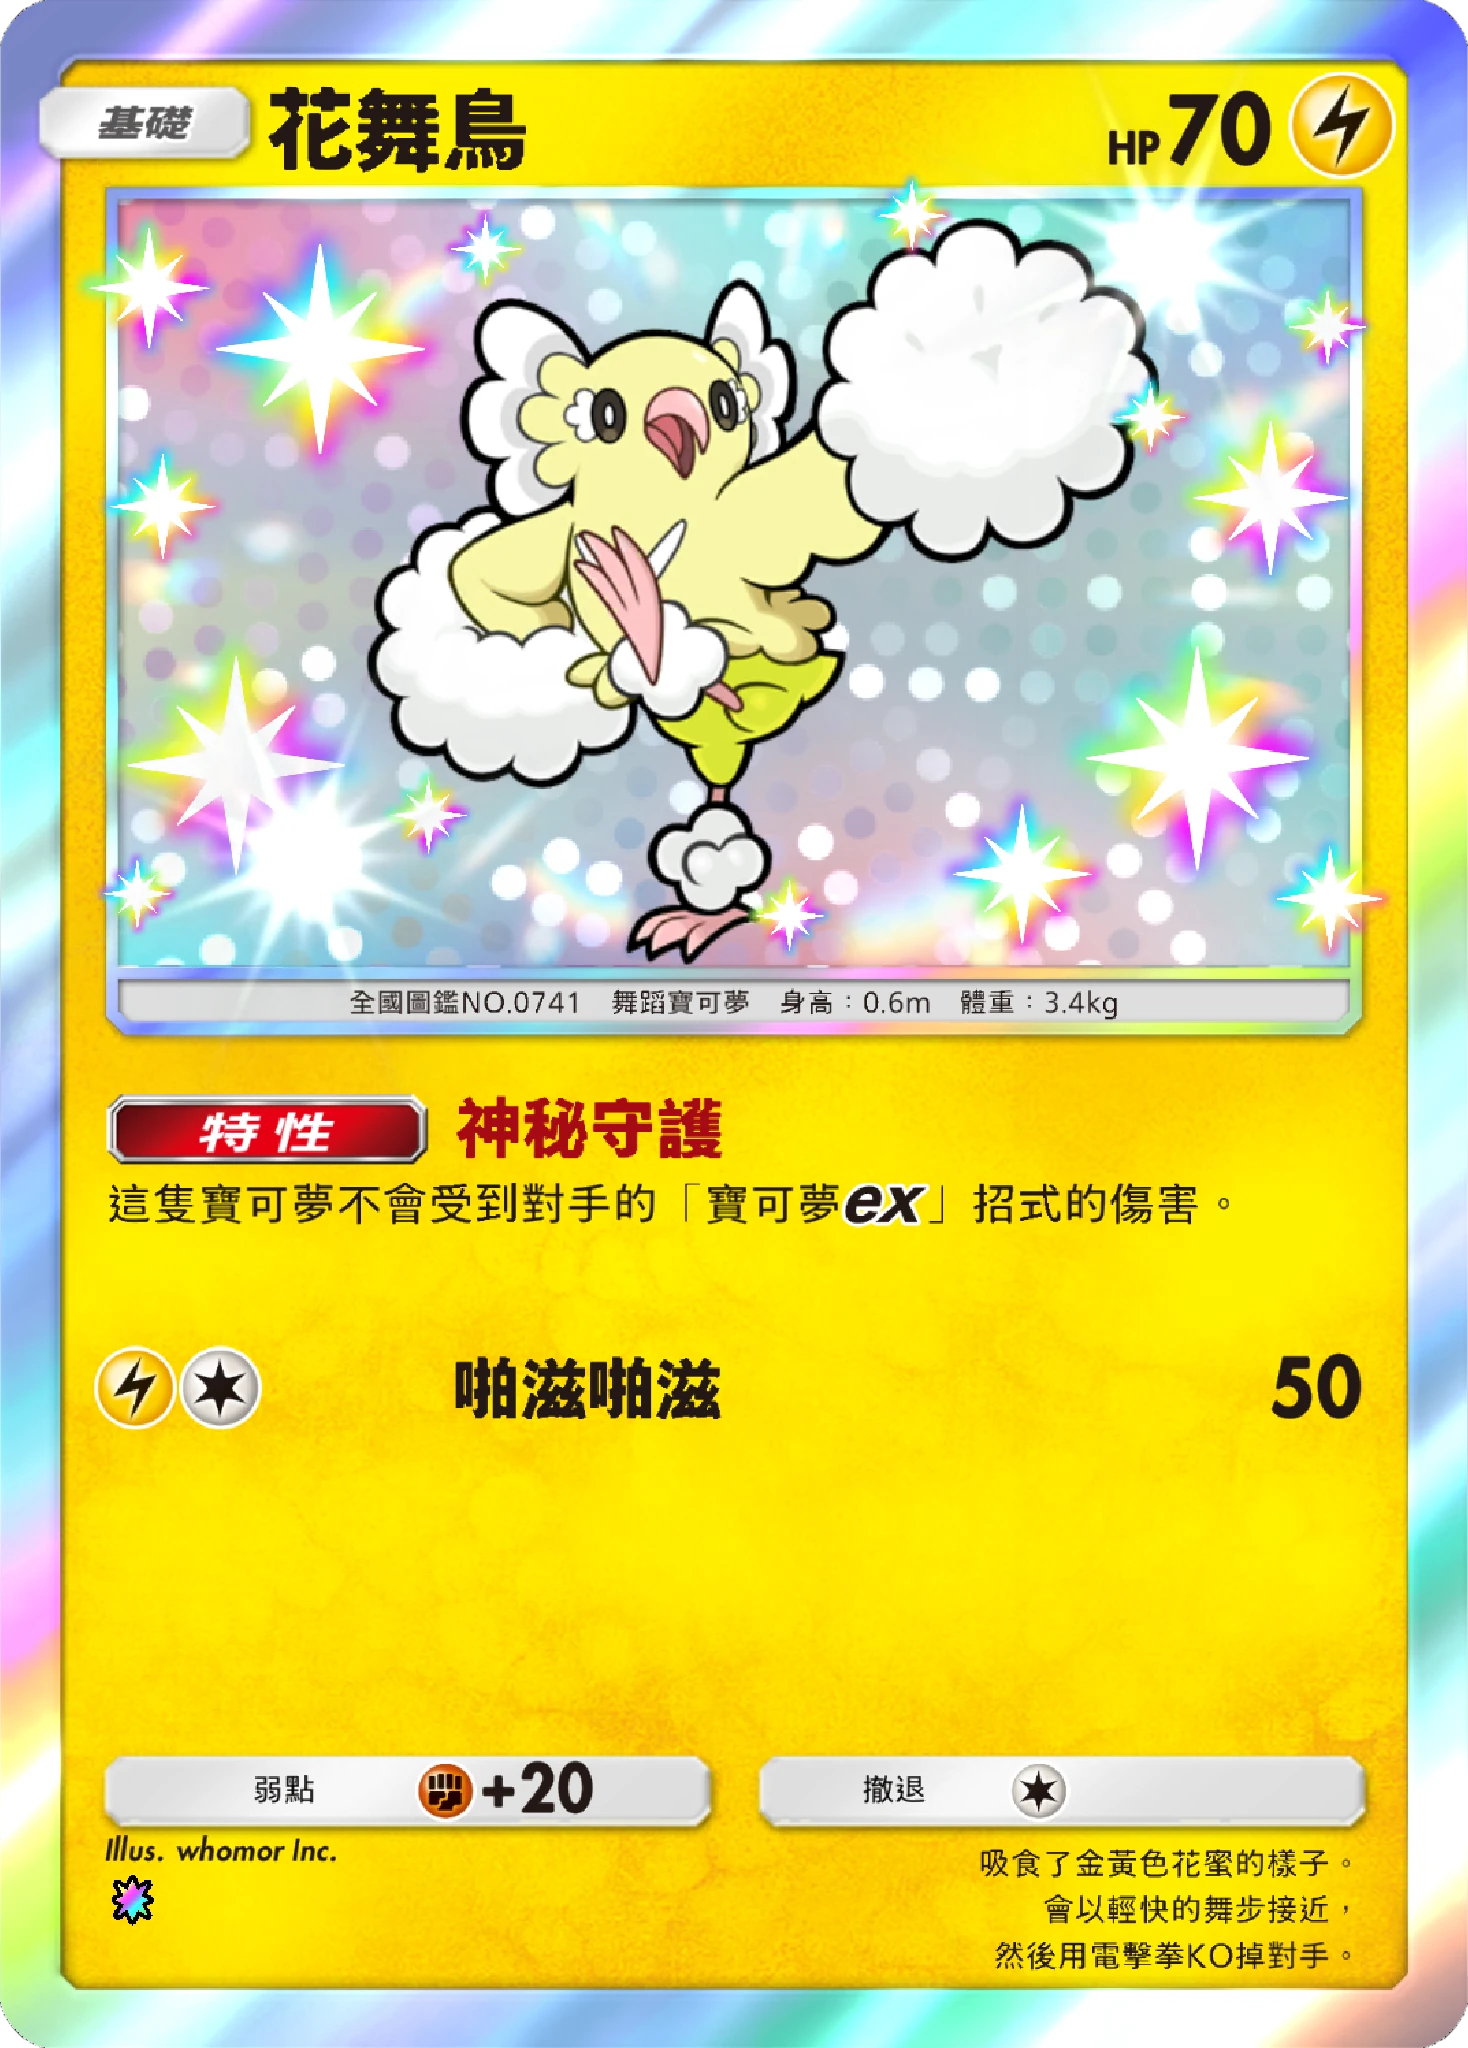 基礎 花舞鳥 HP 70
全國圖鑑NO.0741 舞蹈寶可夢 身高：0.6m 體重：3.4kg
特性 神秘守護
這隻寶可夢不會受到對手的「寶可夢ex」招式的傷害。
啪滋啪滋 50
弱點 +20 撤退
Illus. whomor Inc.
吸食了金黃色花蜜的樣子。
會以輕快的舞步接近，
然後用電擊拳KO掉對手。